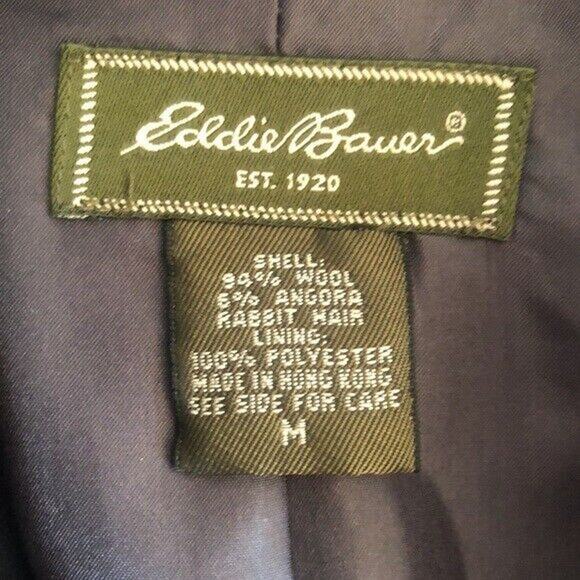 Eddie Bauer®
EST. 1920
SHELL:
94% WOOL
6% ANGORA
RABBIT HAIR
LINING:
100% POLYESTER
MADE IN HONG KONG
SEE SIDE FOR CARE
M